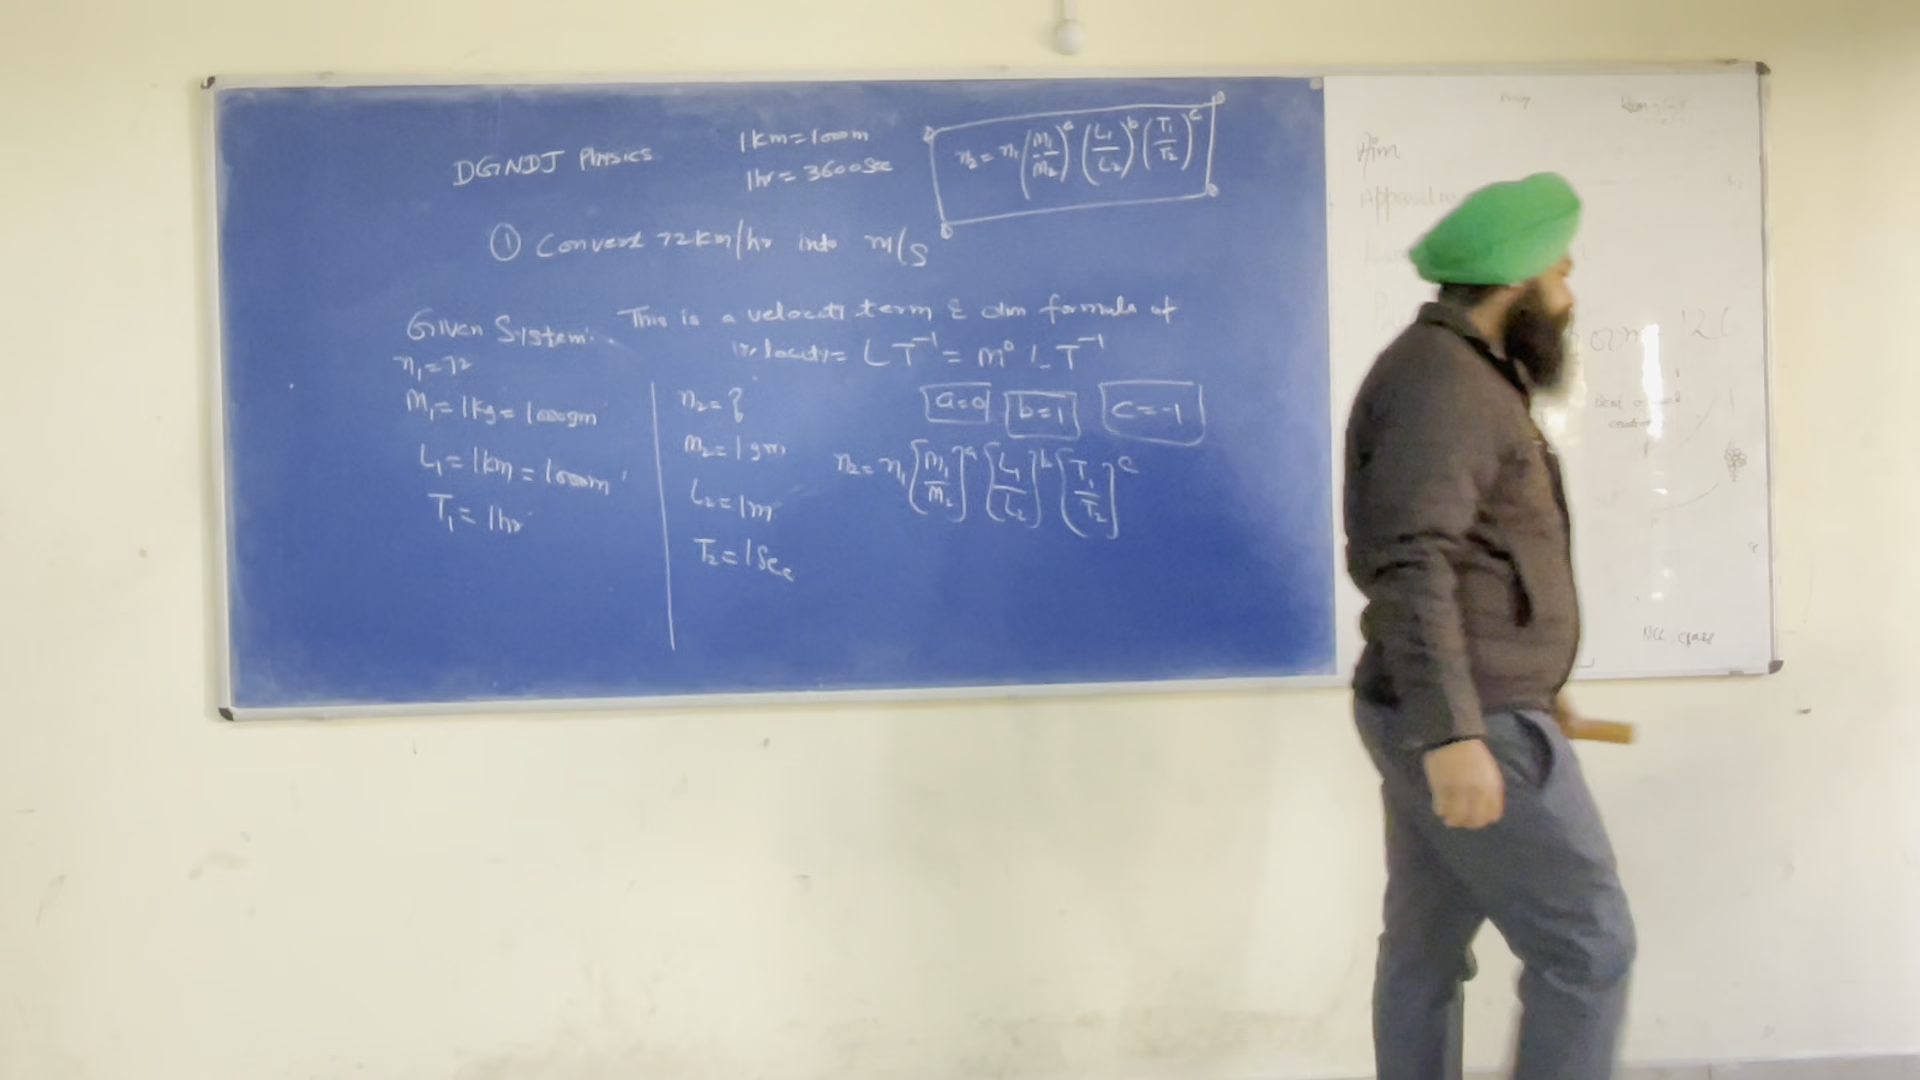 DGNDJ Physics
1km=1000m
1hr=3600Sec
n₂=n₁(M₁/M₂)ᵃ(L₁/L₂)ᵇ(T₁/T₂)ᶜ
① Convert 72km/hr into m/s
Given System:
This is a velocity term & dim formula of
velocity= LT⁻¹= M⁰LT⁻¹
n₁=72
M₁=1kg=1000gm
L₁=1km=1000m
T₁=1hr
n₂=?
M₂=1gm
L₂=1m
T₂=1Sec
a=0 b=1 c=-1
n₂=n₁[M₁/M₂]ᵃ[L₁/L₂]ᵇ[T₁/T₂]ᶜ
Aim